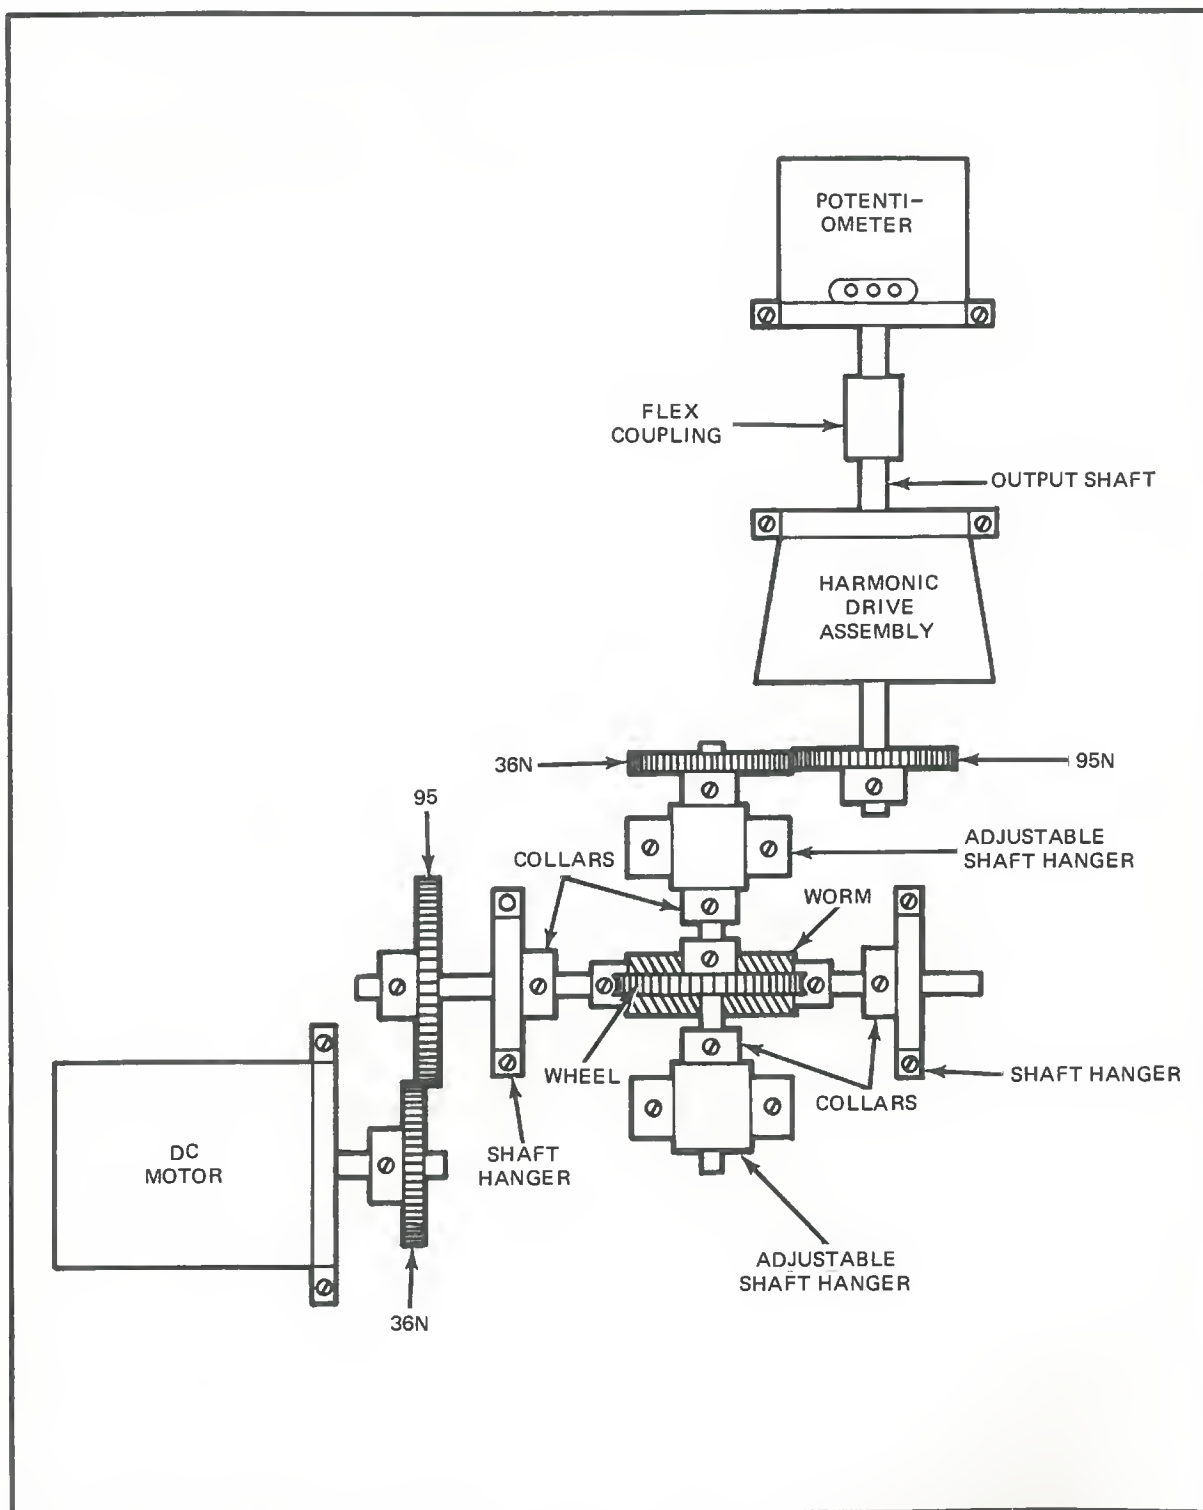 POTENTI-
OMETER
FLEX
COUPLING
OUTPUT SHAFT
HARMONIC
DRIVE
ASSEMBLY
36N
95N
95
COLLARS
ADJUSTABLE
SHAFT HANGER
WORM
WHEEL
COLLARS
SHAFT HANGER
SHAFT
HANGER
DC
MOTOR
ADJUSTABLE
SHAFT HANGER
36N